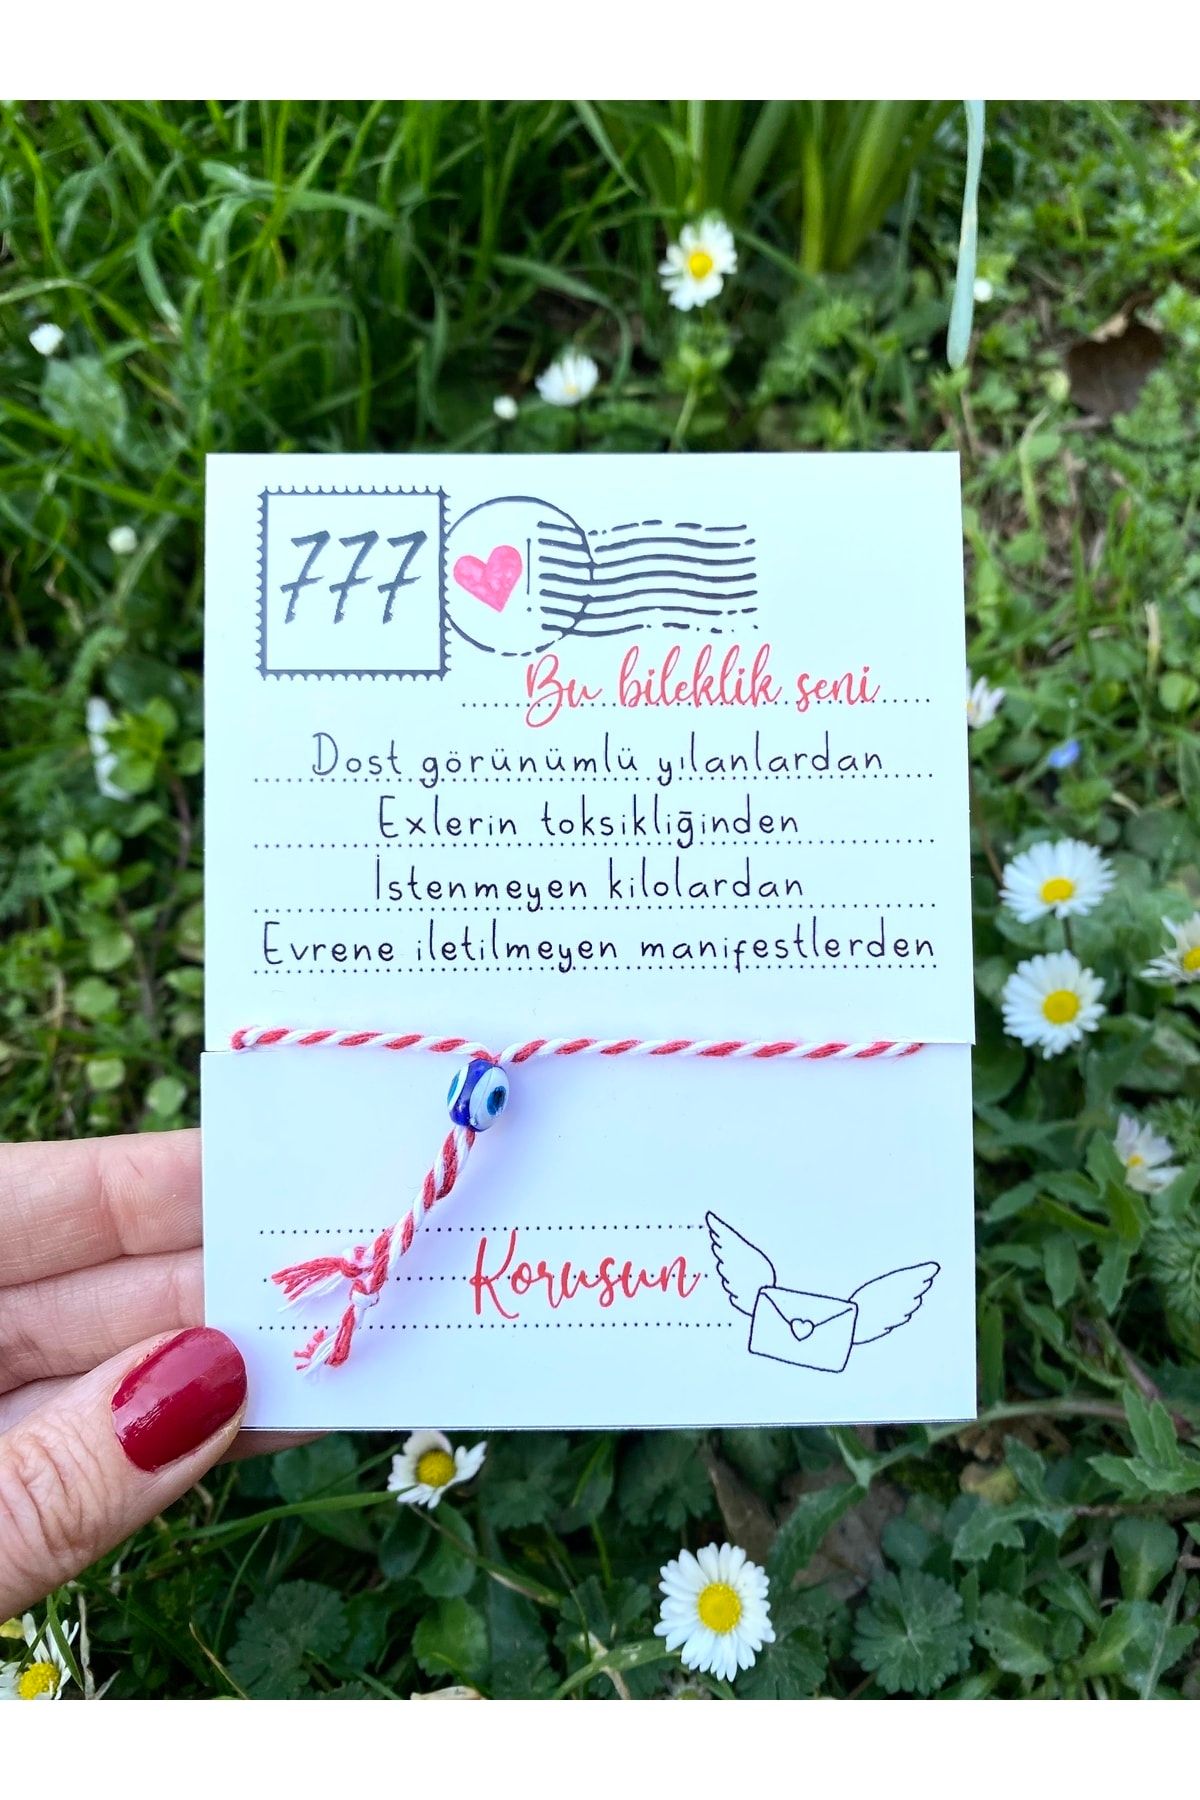 777
Bu bileklik seni
Dost görünümlü yılanlardan
Exlerin toksikliğinden
İstenmeyen kilolardan
Evrene iletilmeyen manifestlerden
Korusun